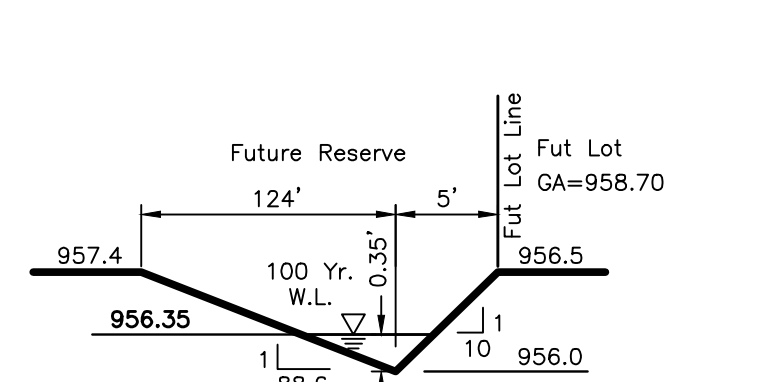 Fut Lot Line
Future Reserve
Fut Lot
GA=958.70
124'
5'
957.4
0.35'
956.5
100 Yr.
W.L.
956.35
1
10
956.0
1